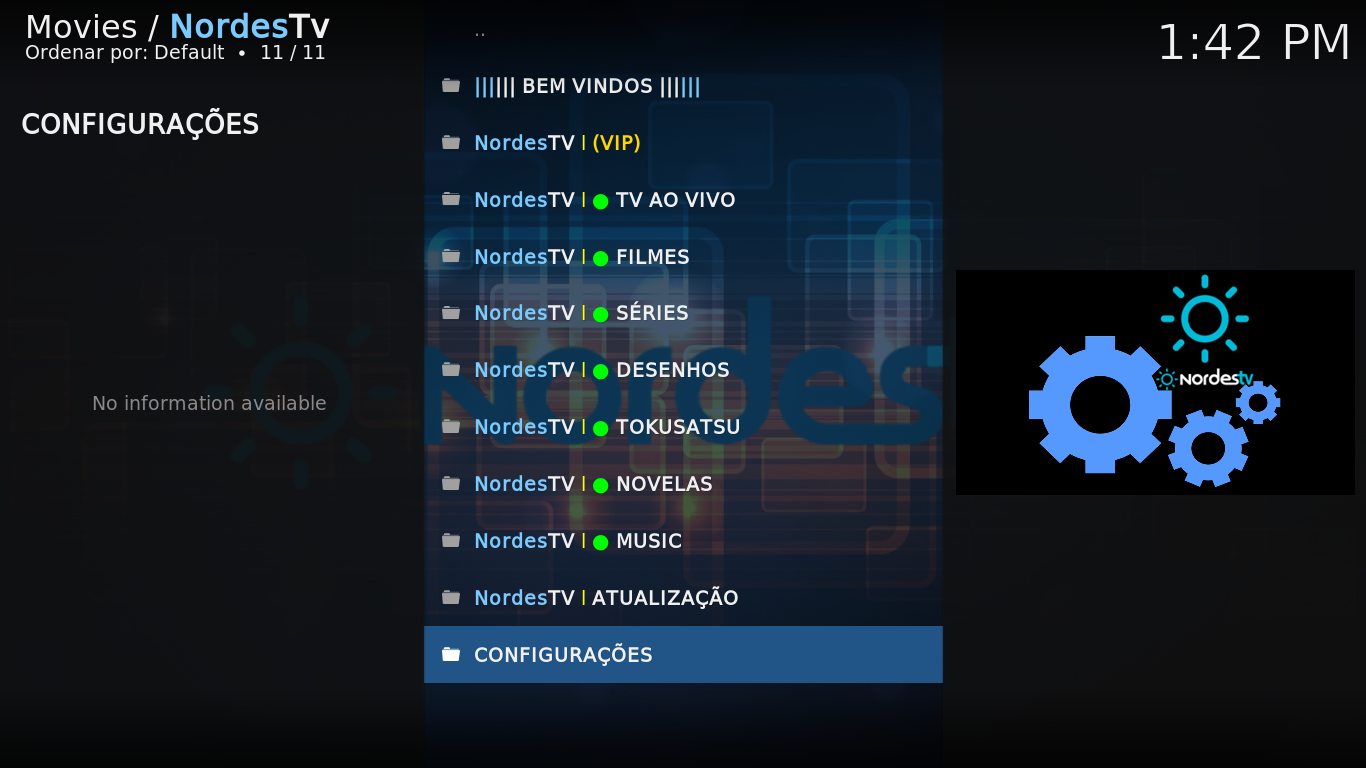 Movies / NordesTv
Ordenar por: Default • 11 / 11
1:42 PM
CONFIGURAÇÕES
No information available
..
|||||| BEM VINDOS ||||||
NordesTV | (VIP)
NordesTV | ● TV AO VIVO
NordesTV | ● FILMES
NordesTV | ● SÉRIES
NordesTV | ● DESENHOS
NordesTV | ● TOKUSATSU
NordesTV | ● NOVELAS
NordesTV | ● MUSIC
NordesTV | ATUALIZAÇÃO
CONFIGURAÇÕES
Nordes
Nordestv